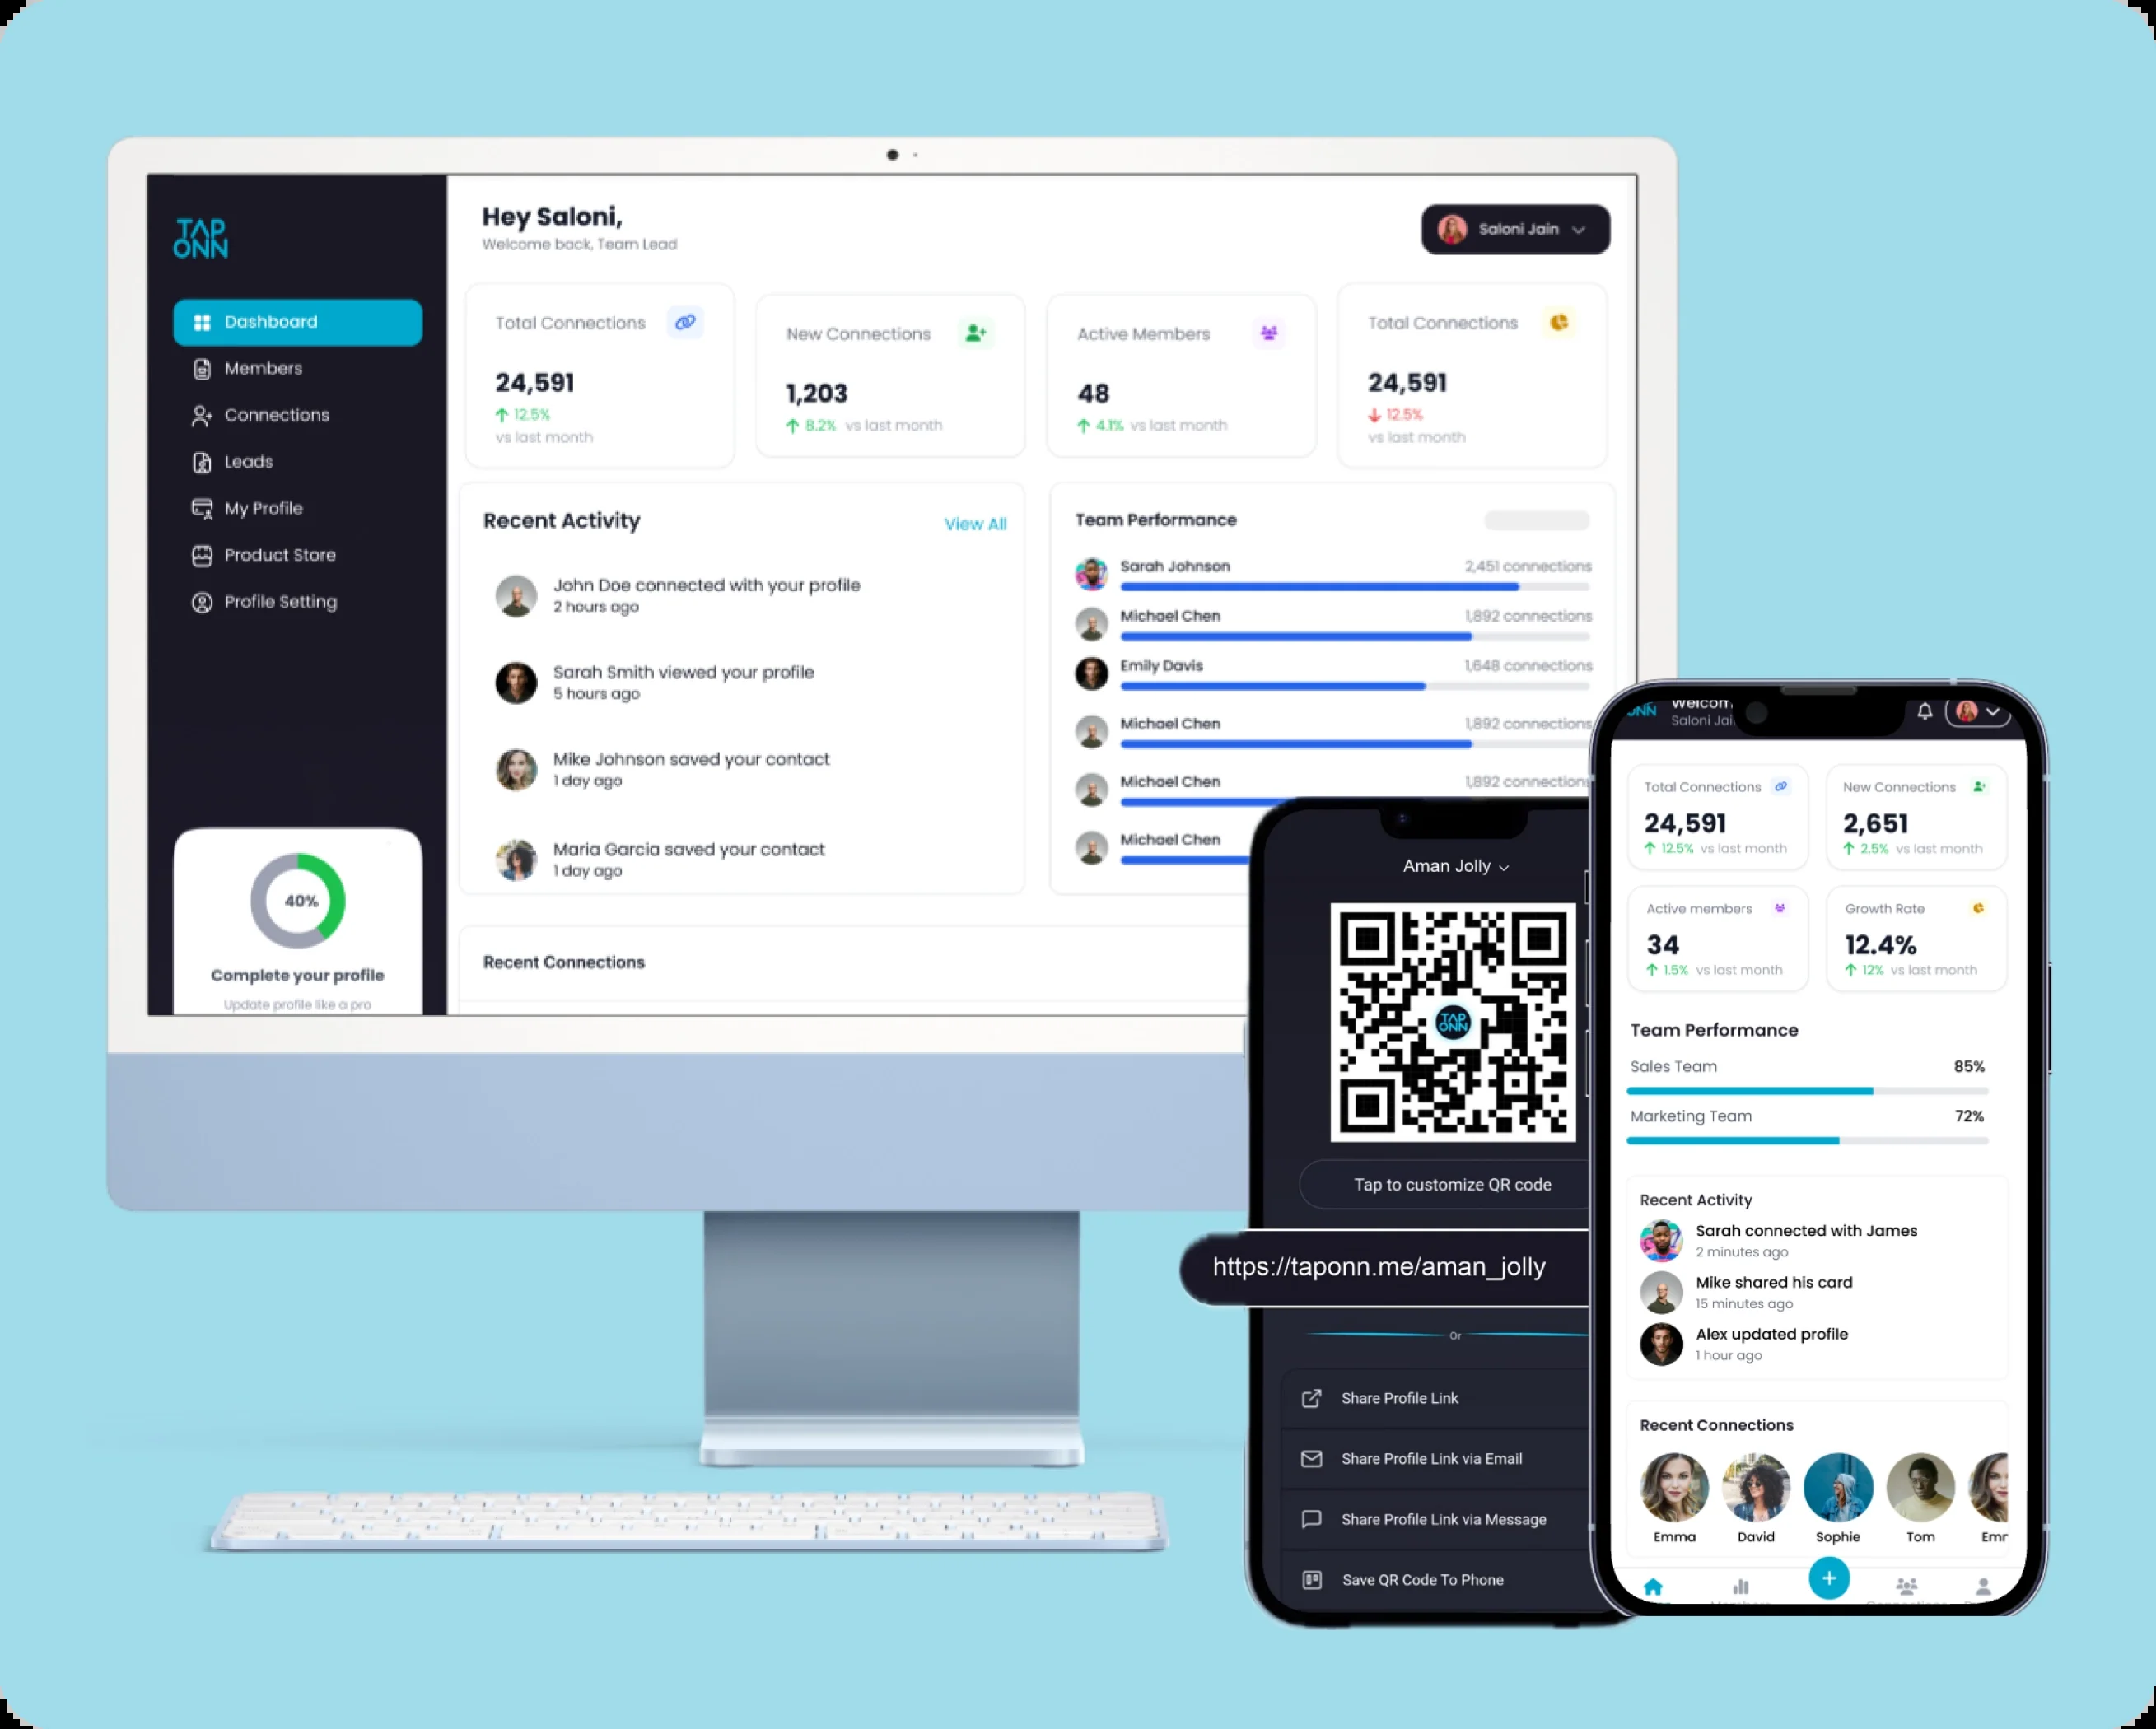 TAP
ONN
Dashboard
Members
Connections
Leads
My Profile
Product Store
Profile Setting
40%
Complete your profile
Update profile like a pro
Hey Saloni,
Welcome back, Team Lead
Saloni Jain
Total Connections
24,591
12.5%
vs last month
New Connections
1,203
8.2% vs last month
Active Members
48
4.1% vs last month
Total Connections
24,591
12.5%
vs last month
Recent Activity
View All
John Doe connected with your profile
2 hours ago
Sarah Smith viewed your profile
5 hours ago
Mike Johnson saved your contact
1 day ago
Maria Garcia saved your contact
1 day ago
Team Performance
Sarah Johnson 2,451 connections
Michael Chen 1,892 connections
Emily Davis 1,648 connections
Michael Chen 1,892 connections
Michael Chen 1,892 connections
Michael Chen
Recent Connections
Aman Jolly
TAP
ONN
Tap to customize QR code
https://taponn.me/aman_jolly
Or
Share Profile Link
Share Profile Link via Email
Share Profile Link via Message
Save QR Code To Phone
ONN
Welcom
Saloni Jai
Total Connections
24,591
12.5% vs last month
New Connections
2,651
2.5% vs last month
Active members
34
1.5% vs last month
Growth Rate
12.4%
12% vs last month
Team Performance
Sales Team 85%
Marketing Team 72%
Recent Activity
Sarah connected with James
2 minutes ago
Mike shared his card
15 minutes ago
Alex updated profile
1 hour ago
Recent Connections
Emma
David
Sophie
Tom